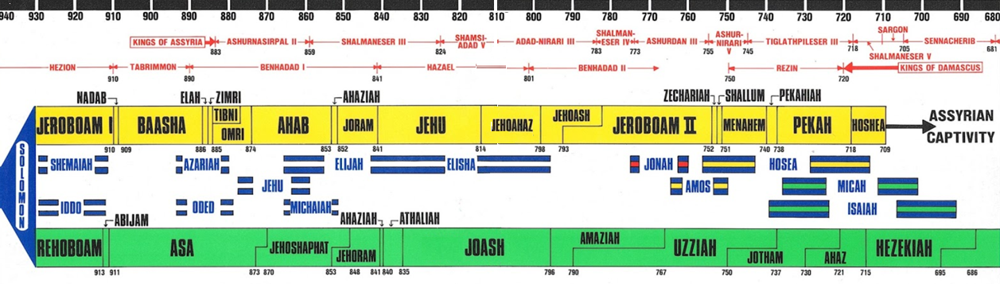 940 930 920 910 900 890 880 870 860 850 840 830 820 810 800 790 780 770 760 750 740 730 720 710 700 690 680
KINGS OF ASSYRIA ASHURNASIRPAL II SHALMANESER III SHAMSI-ADAD V ADAD-NIRARI III SHALMAN-ESER IV ASHURDAN III ASHUR-NIRARI V TIGLATHPILESER III SARGON SENNACHERIB
883 859 824 783 773 755 745 718 705 681
SHALMANESER V
HEZION TABRIMMON BENHADAD I HAZAEL BENHADAD II REZIN KINGS OF DAMASCUS
910 890 841 801 750 720
NADAB ELAH ZIMRI AHAZIAH ZECHARIAH SHALLUM PEKAHIAH
JEROBOAM I BAASHA TIBNI OMRI AHAB JORAM JEHU JEHOAHAZ JEHOASH JEROBOAM II MENAHEM PEKAH HOSHEA
ASSYRIAN
CAPTIVITY
910 909 886 885 874 853 852 841 814 798 793 752 751 740 738 718 709
SOLOMON
SHEMAIAH AZARIAH ELIJAH ELISHA JONAH HOSEA
JEHU AMOS MICAH
IDDO ODED MICHAIAH ISAIAH
ABIJAM AHAZIAH ATHALIAH
REHOBOAM ASA JEHOSHAPHAT JEHORAM JOASH AMAZIAH UZZIAH JOTHAM AHAZ HEZEKIAH
913 911 873 870 853 848 841 840 835 796 790 767 750 737 730 721 715 695 686